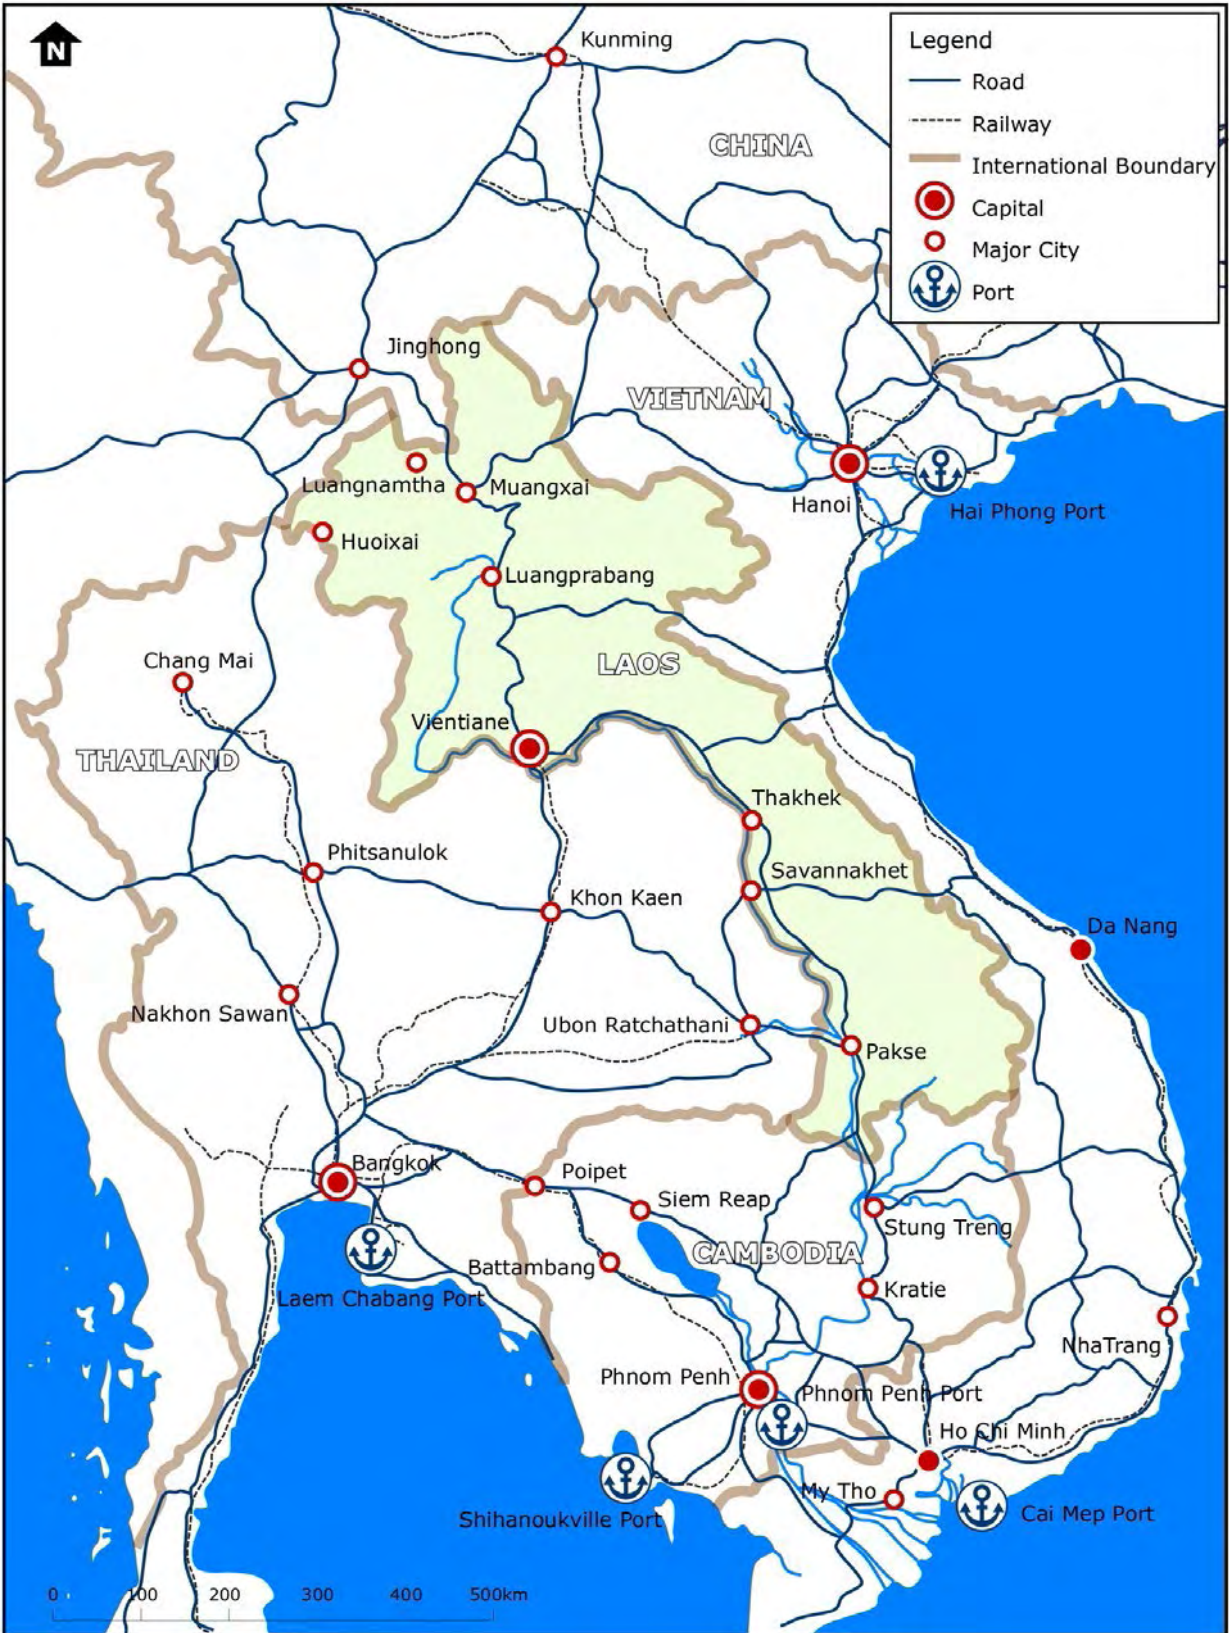 N
Kunming
Legend
Road
Railway
International Boundary
Capital
Major City
Port
CHINA
Jinghong
VIETNAM
Luangnamtha
Muangxai
Hanoi
Hai Phong Port
Huoixai
Luangprabang
Chang Mai
LAOS
Vientiane
THAILAND
Thakhek
Phitsanulok
Savannakhet
Khon Kaen
Da Nang
Nakhon Sawan
Ubon Ratchathani
Pakse
Bangkok
Poipet
Siem Reap
Stung Treng
CAMBODIA
Battambang
Laem Chabang Port
Kratie
NhaTrang
Phnom Penh
Phnom Penh Port
Ho Chi Minh
My Tho
Cai Mep Port
Shihanoukville Port
0 100 200 300 400 500km